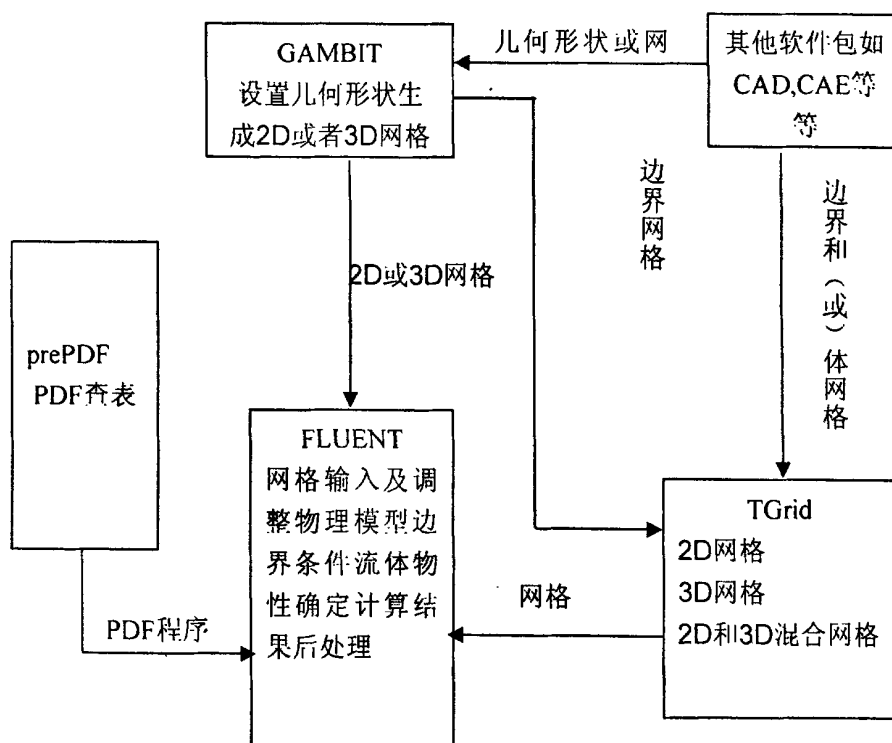 GAMBIT
设置几何形状生
成2D或者3D网格
几何形状或网
其他软件包如
CAD,CAE等
等
边界网格
边界和（或）体网格
2D或3D网格
prePDF
PDF查表
FLUENT
网格输入及调
整物理模型边
界条件流体物
性确定计算结
果后处理
TGrid
2D网格
3D网格
2D和3D混合网格
网格
PDF程序